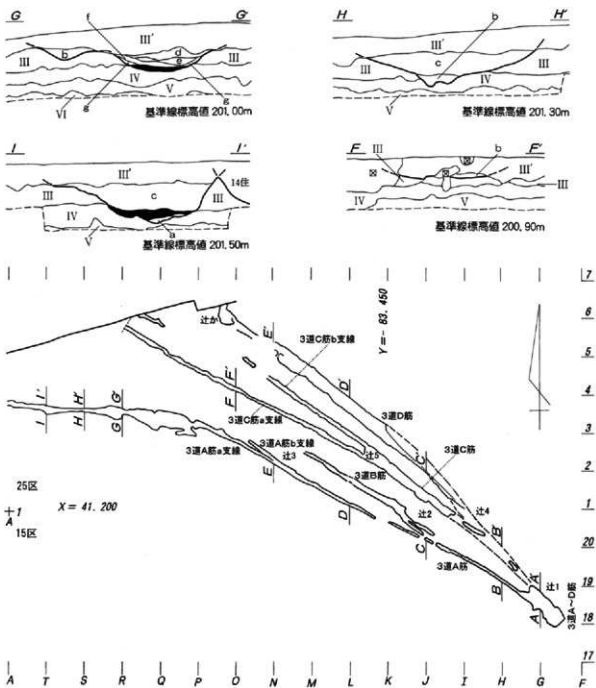 G G'
f
III' d
III b e III
IV
g g
VI V
基準線標高値 201,00m
H H'
b
III'
III c III
IV
V
基準線標高値 201,30m
I I'
III' 14住
III c III
IV
V a
基準線標高値 201,50m
F F'
III b
III'
III
IV V
基準線標高値 200,90m
7
6
5
4
3
2
1
20
19
18
17
Y=－83.450
辻か
E'
3道C筋b支線
D'
3道D筋
F'
F
3道C筋a支線
C'
3道C筋
I' H' G'
I H G
3道A筋a支線
3道A筋b支線
辻3
辻5
E
3道B筋
辻4
B'
25区
1
A
15区
X=41.200
D
辻2
C
3道A筋
A'
辻1
B
A
3道A～D筋
A T S R Q P O N M L K J I H G F